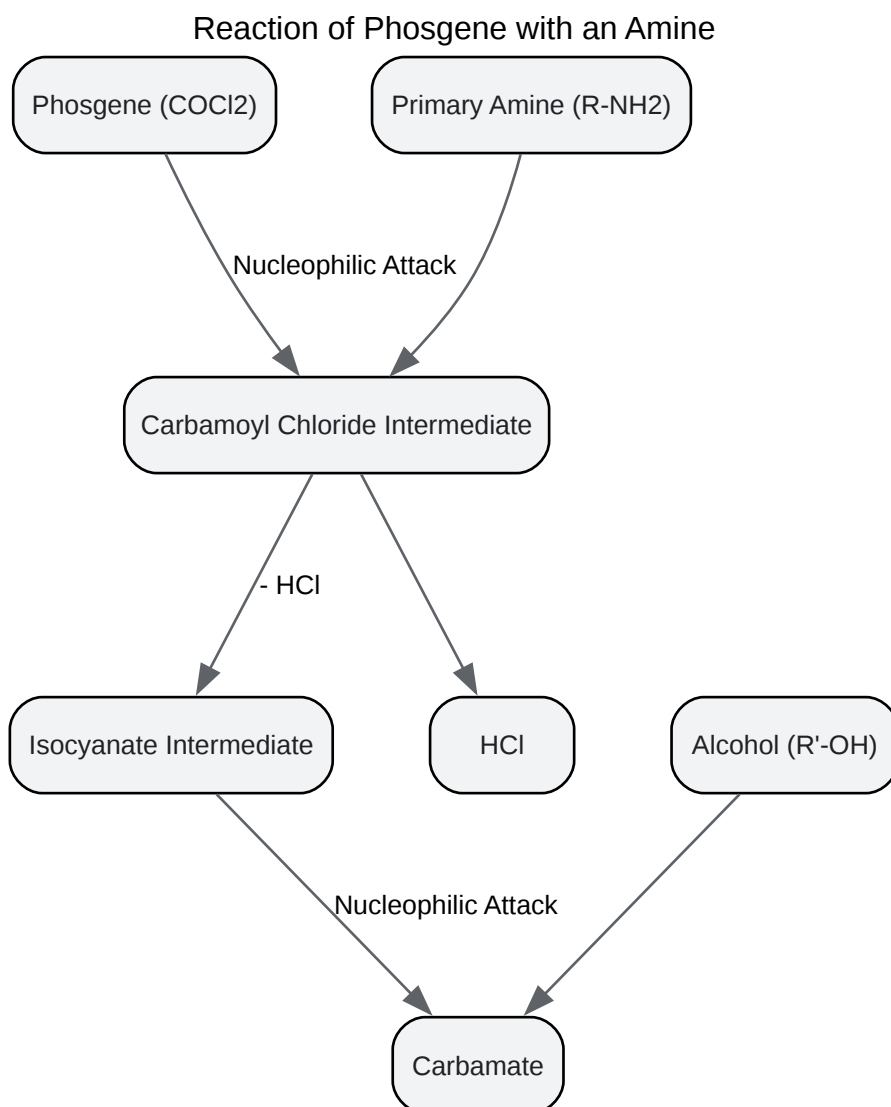 Reaction of Phosgene with an Amine
Phosgene (COCl2)
Primary Amine (R-NH2)
Nucleophilic Attack
Carbamoyl Chloride Intermediate
- HCl
Isocyanate Intermediate
HCl
Alcohol (R'-OH)
Nucleophilic Attack
Carbamate